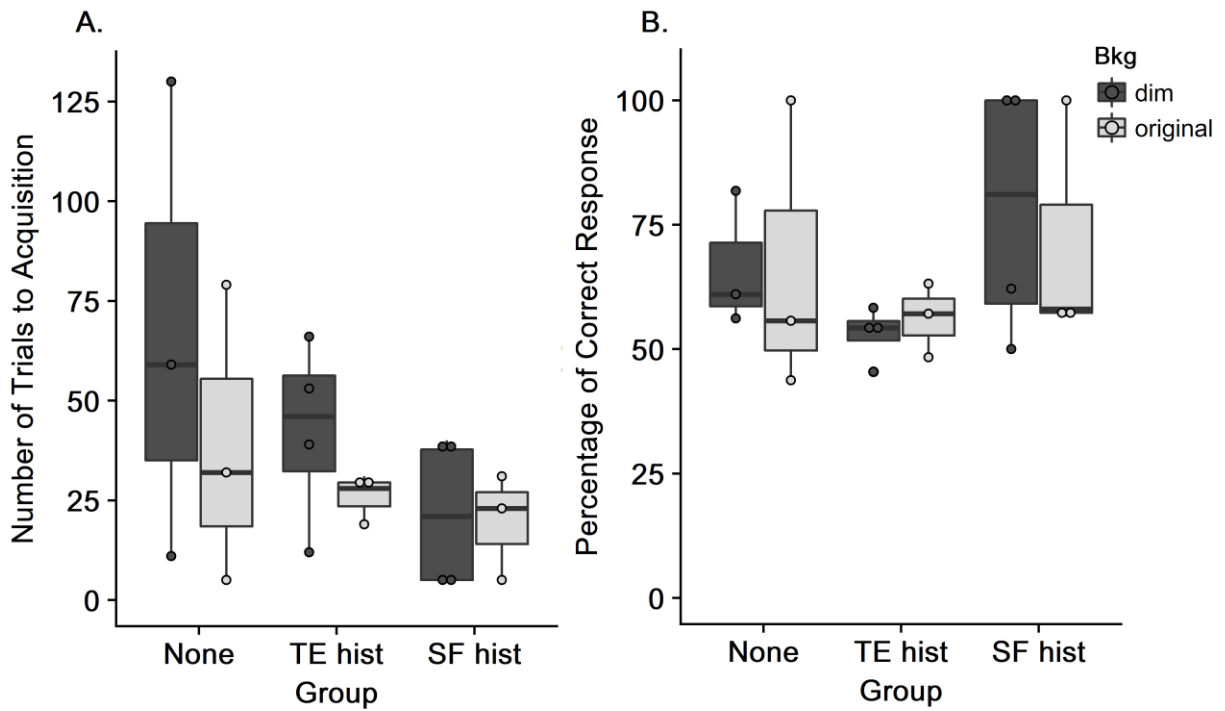 A.
Number of Trials to Acquisition
125
100
75
50
25
0
None TE hist SF hist
Group
B.
Percentage of Correct Response
100
75
50
25
0
None TE hist SF hist
Group
Bkg
dim
original